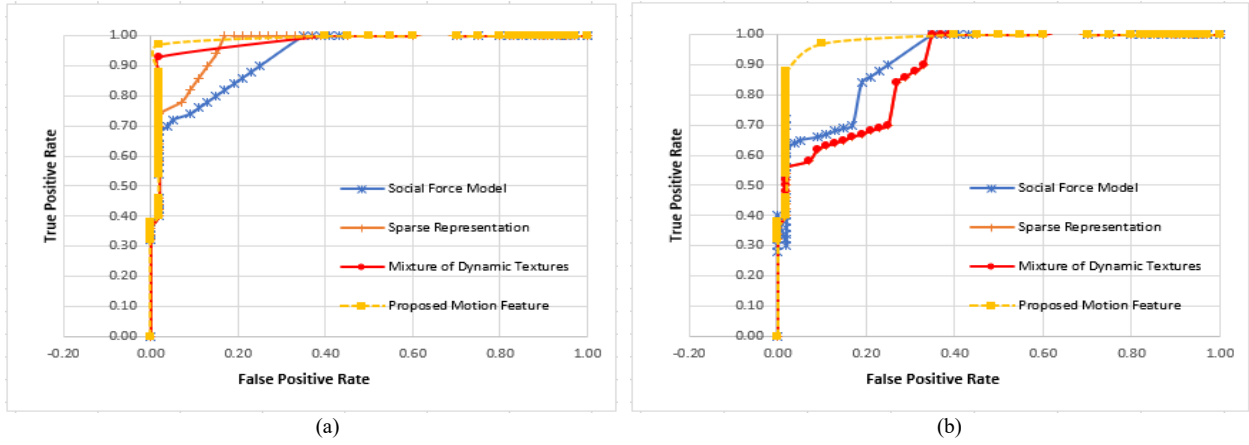 1.00
0.90
0.80
0.70
0.60
0.50
0.40
0.30
0.20
0.10
0.00
-0.20 0.00 0.20 0.40 0.60 0.80 1.00
True Positive Rate
False Positive Rate
Social Force Model
Sparse Representation
Mixture of Dynamic Textures
Proposed Motion Feature
(a)
1.00
0.90
0.80
0.70
0.60
0.50
0.40
0.30
0.20
0.10
0.00
-0.20 0.00 0.20 0.40 0.60 0.80 1.00
True Positive Rate
False Positive Rate
Social Force Model
Sparse Representation
Mixture of Dynamic Textures
Proposed Motion Feature
(b)